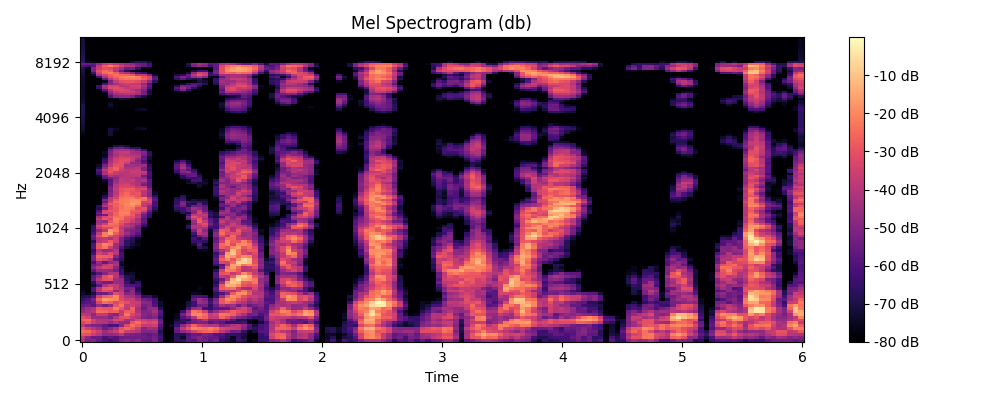 Mel Spectrogram (db)
Hz
8192
4096
2048
1024
512
0
0 1 2 3 4 5 6
Time
-10 dB
-20 dB
-30 dB
-40 dB
-50 dB
-60 dB
-70 dB
-80 dB